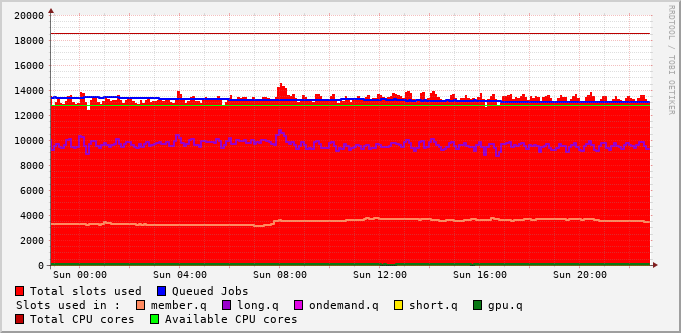 20000
18000
16000
14000
12000
10000
8000
6000
4000
2000
0
Sun 00:00 Sun 04:00 Sun 08:00 Sun 12:00 Sun 16:00 Sun 20:00
RRDTOOL / TOBI OETIKER
Total slots used Queued Jobs
Slots used in : member.q long.q ondemand.q short.q gpu.q
Total CPU cores Available CPU cores